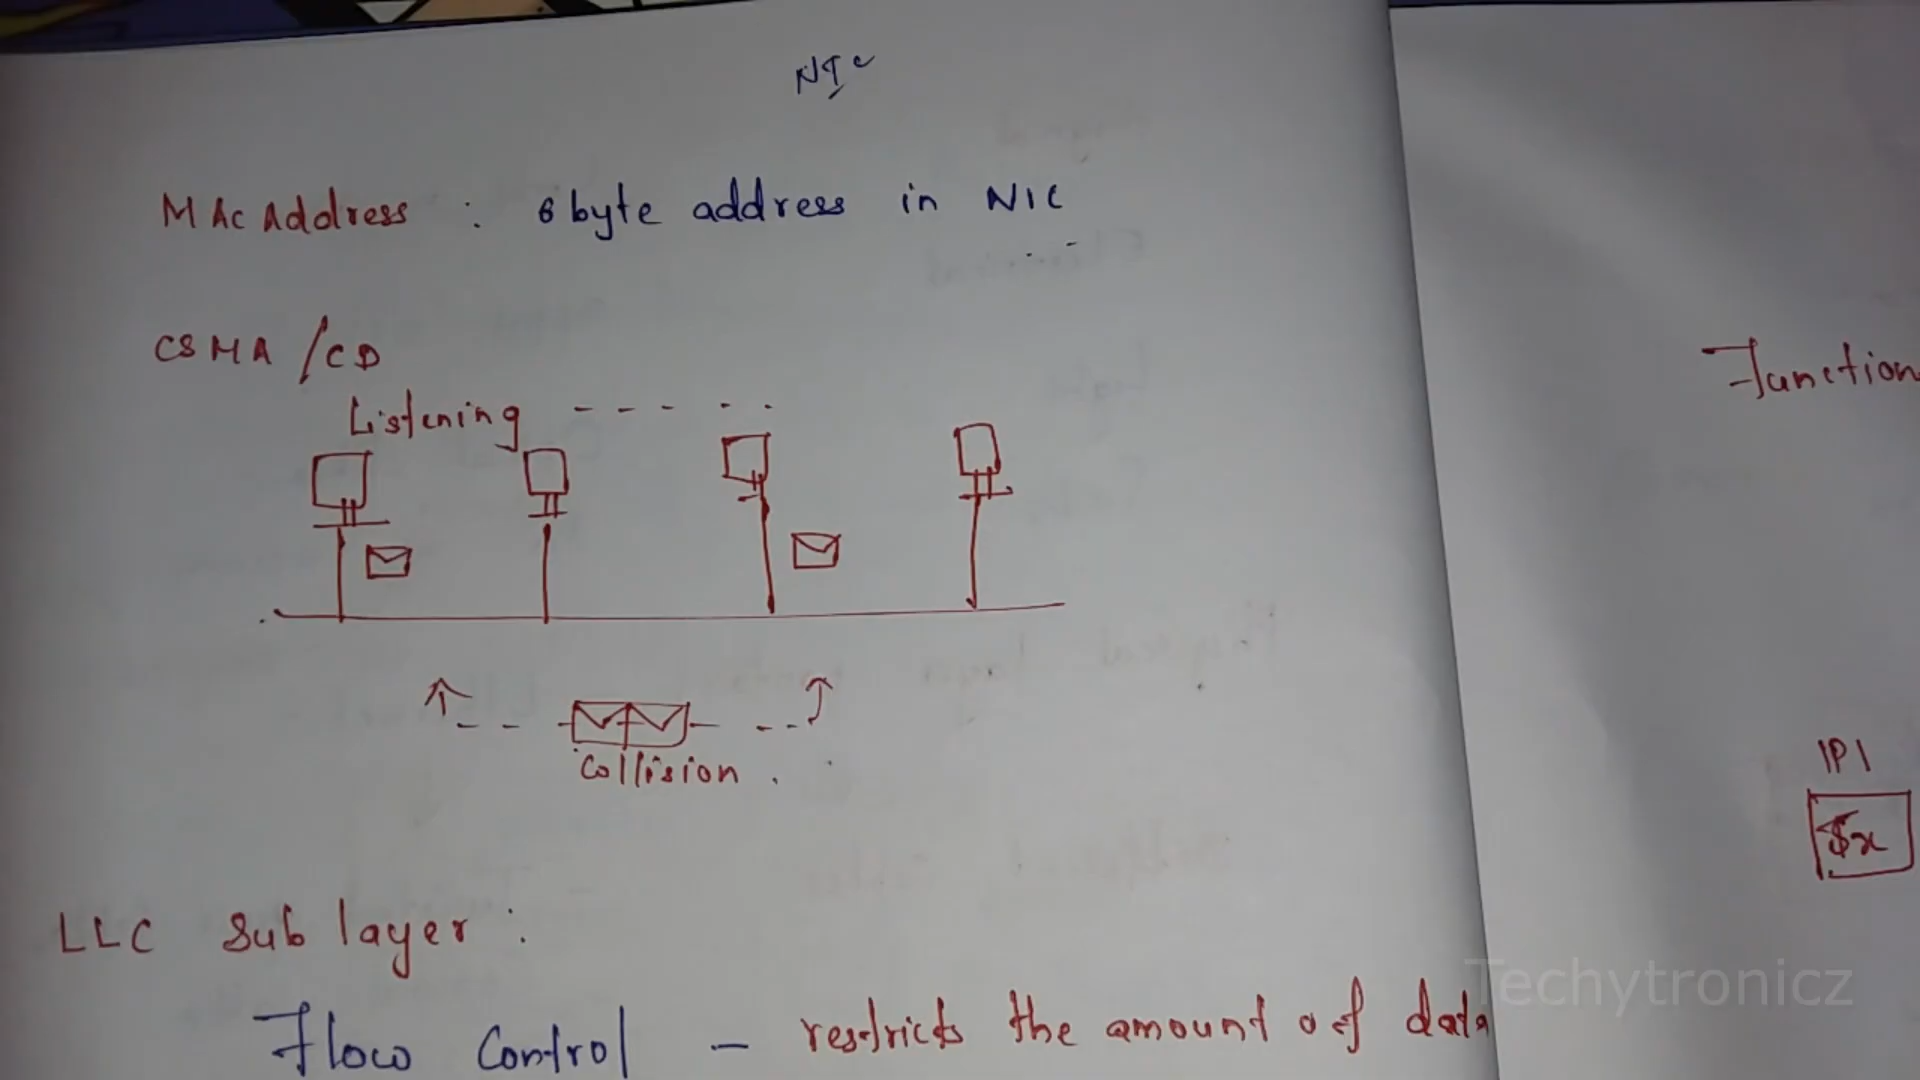 NIC
MAC Address : 6 byte address in NIC
CSMA / CD
Listening - - - - -
Collision .
LLC Sub layer :
Flow Control - restricts the amount of data
Function
IP1
Techytronicz